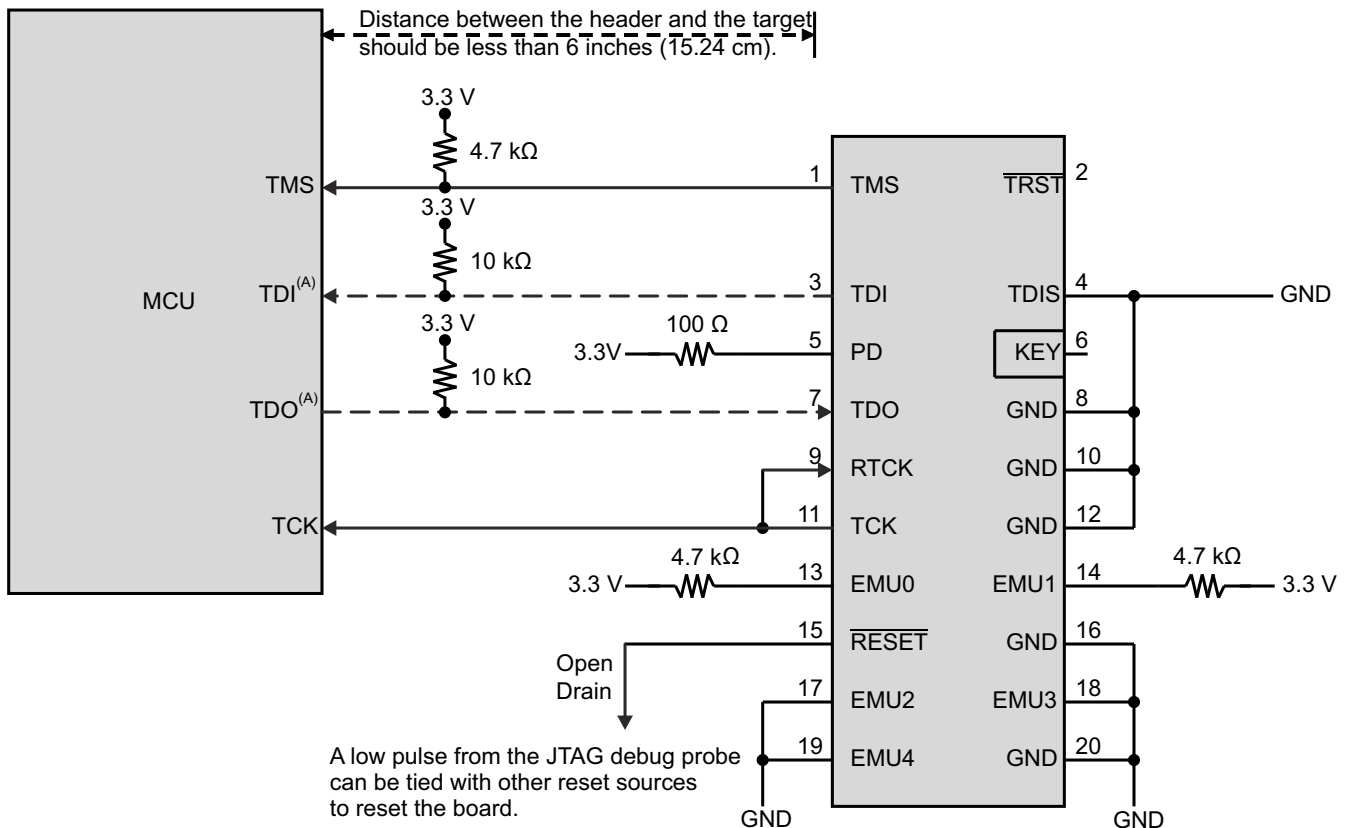 Distance between the header and the target
should be less than 6 inches (15.24 cm).
3.3 V
4.7 kΩ
TMS
1
TMS
TRST
2
3.3 V
10 kΩ
MCU
TDI(A)
3
TDI
TDIS
4
GND
3.3 V
100 Ω
3.3V
5
PD
KEY
6
10 kΩ
TDO(A)
7
TDO
GND
8
9
RTCK
GND
10
TCK
11
TCK
GND
12
4.7 kΩ
3.3 V
13
EMU0
EMU1
14
4.7 kΩ
3.3 V
15
RESET
GND
16
Open
Drain
17
EMU2
EMU3
18
A low pulse from the JTAG debug probe
can be tied with other reset sources
to reset the board.
19
EMU4
GND
20
GND
GND